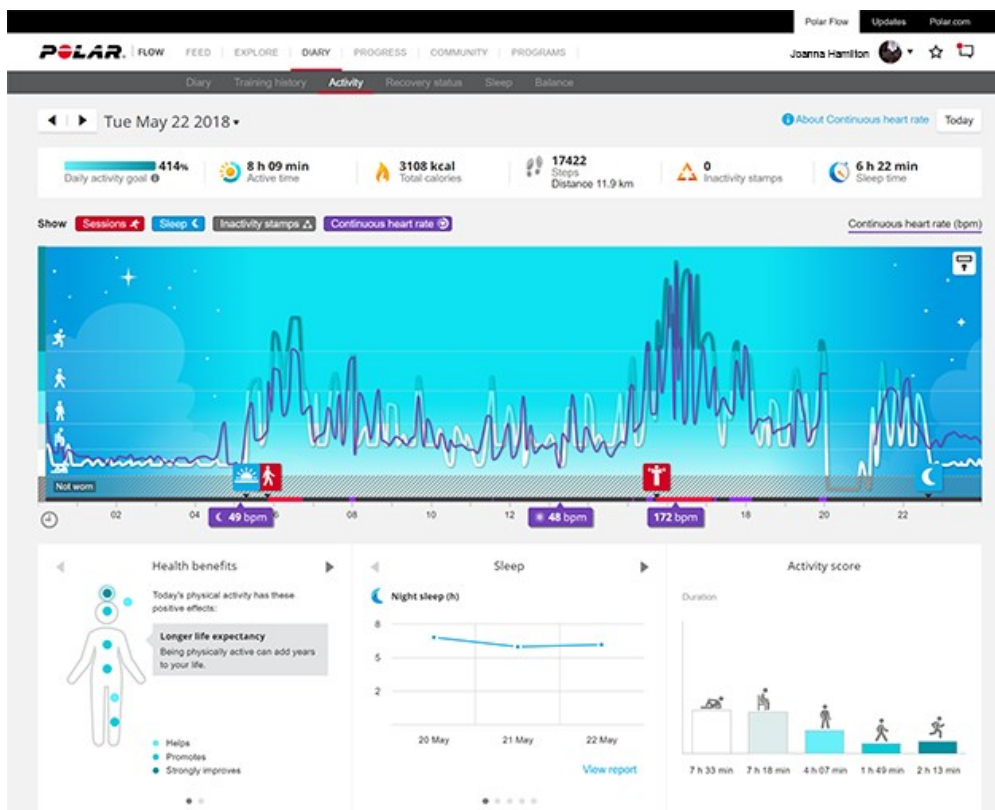 Polar Flow Updates Polar.com
POLAR. FLOW FEED EXPLORE DIARY PROGRESS COMMUNITY PROGRAMS Joanna Hamilton
Diary Training history Activity Recovery status Sleep Balance
Tue May 22 2018 About Continuous heart rate Today
414% 8 h 09 min 3108 kcal 17422 0 6 h 22 min
Daily activity goal Active time Total calories Steps Inactivity stamps Sleep time
Distance 11.9 km
Show Sessions Sleep Inactivity stamps Continuous heart rate Continuous heart rate (bpm)
Not worn
02 04 06 08 10 12 16 18 20 22
49 bpm 48 bpm 172 bpm
Health benefits
Today's physical activity has these
positive effects:
Longer life expectancy
Being physically active can add years
to your life.
Helps
Promotes
Strongly improves
Sleep
Night sleep (h)
8
5
2
20 May 21 May 22 May
View report
Activity score
Duration
7 h 33 min 7 h 18 min 4 h 07 min 1 h 49 min 2 h 13 min